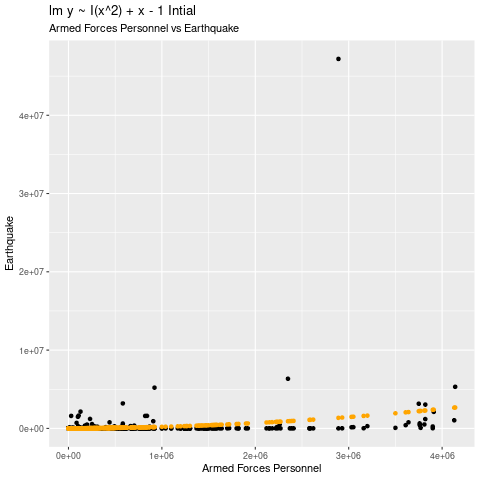 lm y ~ I(x^2) + x - 1 Intial
Armed Forces Personnel vs Earthquake
4e+07
3e+07
Earthquake
2e+07
1e+07
0e+00
0e+00 1e+06 2e+06 3e+06 4e+06
Armed Forces Personnel